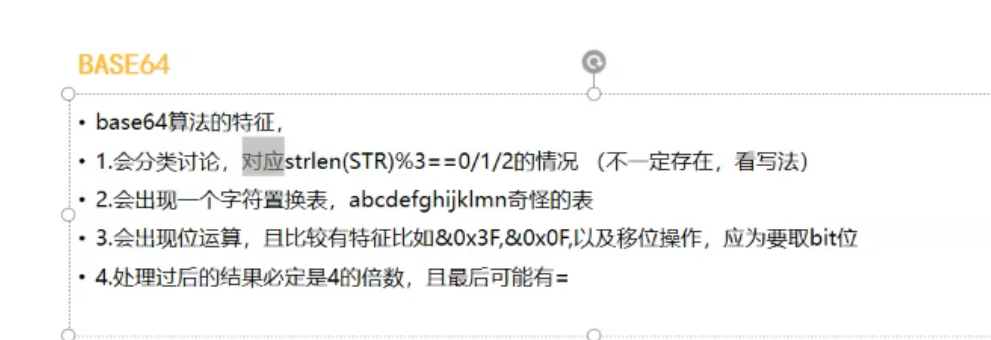 BASE64
• base64算法的特征，
• 1.会分类讨论，对应strlen(STR)%3==0/1/2的情况 （不一定存在，看写法）
• 2.会出现一个字符置换表，abcdefghijklmn奇怪的表
• 3.会出现位运算，且比较有特征比如&0x3F,&0x0F,以及移位操作，应为要取bit位
• 4.处理过后的结果必定是4的倍数，且最后可能有=